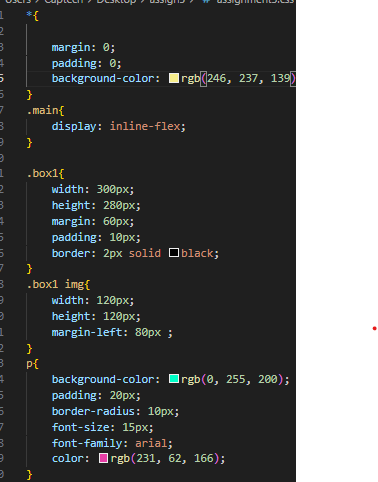 Users > Captech > Desktop > assign5 > # assignment5.css
*{
margin: 0;
padding: 0;
background-color: rgb(246, 237, 139)
}
.main{
display: inline-flex;
}
.box1{
width: 300px;
height: 280px;
margin: 60px;
padding: 10px;
border: 2px solid black;
}
.box1 img{
width: 120px;
height: 120px;
margin-left: 80px ;
}
p{
background-color: rgb(0, 255, 200);
padding: 20px;
border-radius: 10px;
font-size: 15px;
font-family: arial;
color: rgb(231, 62, 166);
}